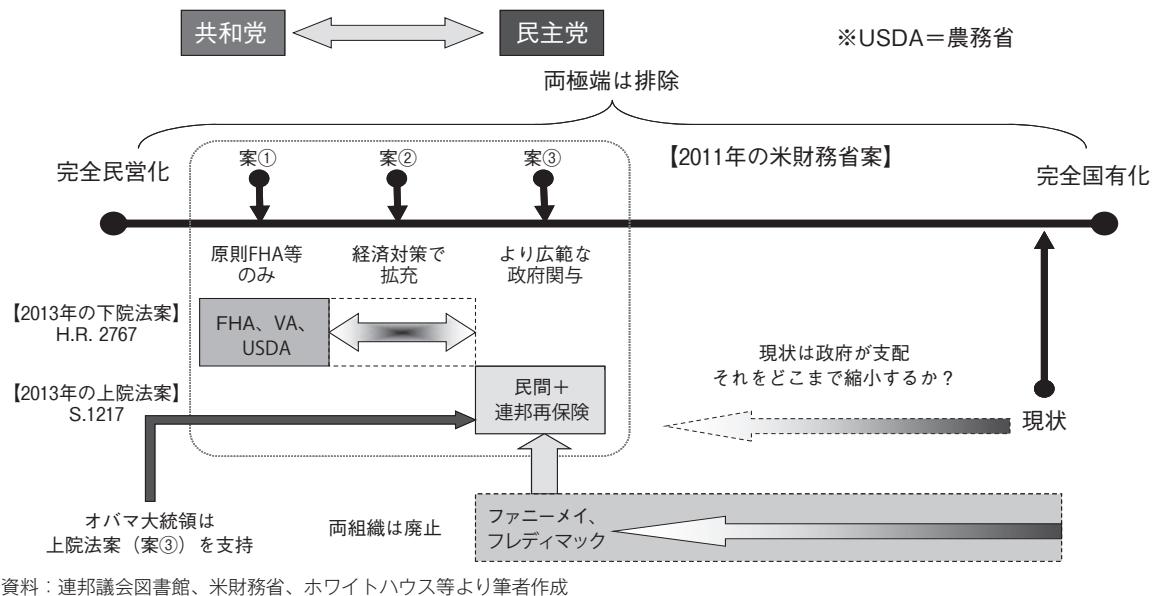 共和党
民主党
※USDA＝農務省
両極端は排除
完全民営化
案①
案②
案③
【2011年の米財務省案】
完全国有化
原則FHA等
のみ
経済対策で
拡充
より広範な
政府関与
【2013年の下院法案】
H.R. 2767
FHA、VA、
USDA
現状は政府が支配
それをどこまで縮小するか？
【2013年の上院法案】
S.1217
民間＋
連邦再保険
現状
オバマ大統領は
上院法案（案③）を支持
両組織は廃止
ファニーメイ、
フレディマック
資料：連邦議会図書館、米財務省、ホワイトハウス等より筆者作成